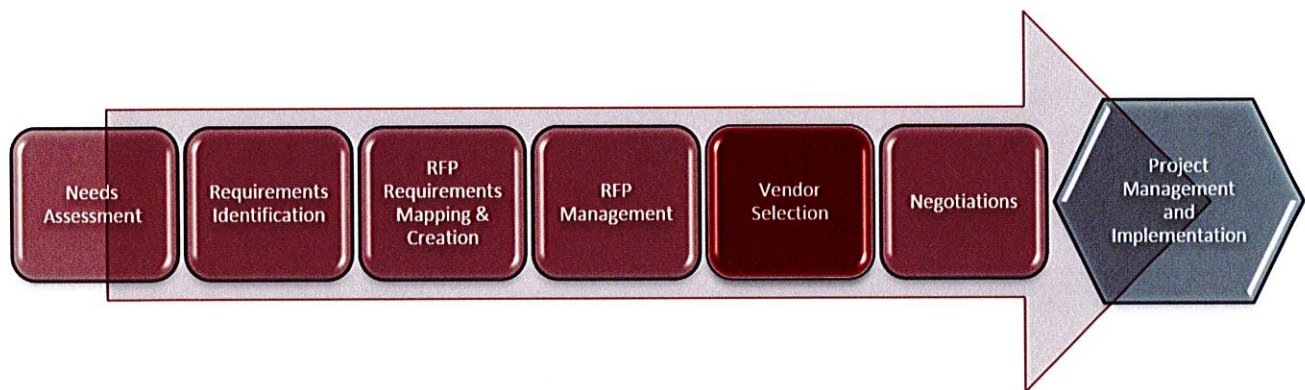 Needs
Assessment
Requirements
Identification
RFP
Requirements
Mapping &
Creation
RFP
Management
Vendor
Selection
Negotiations
Project
Management
and
Implementation